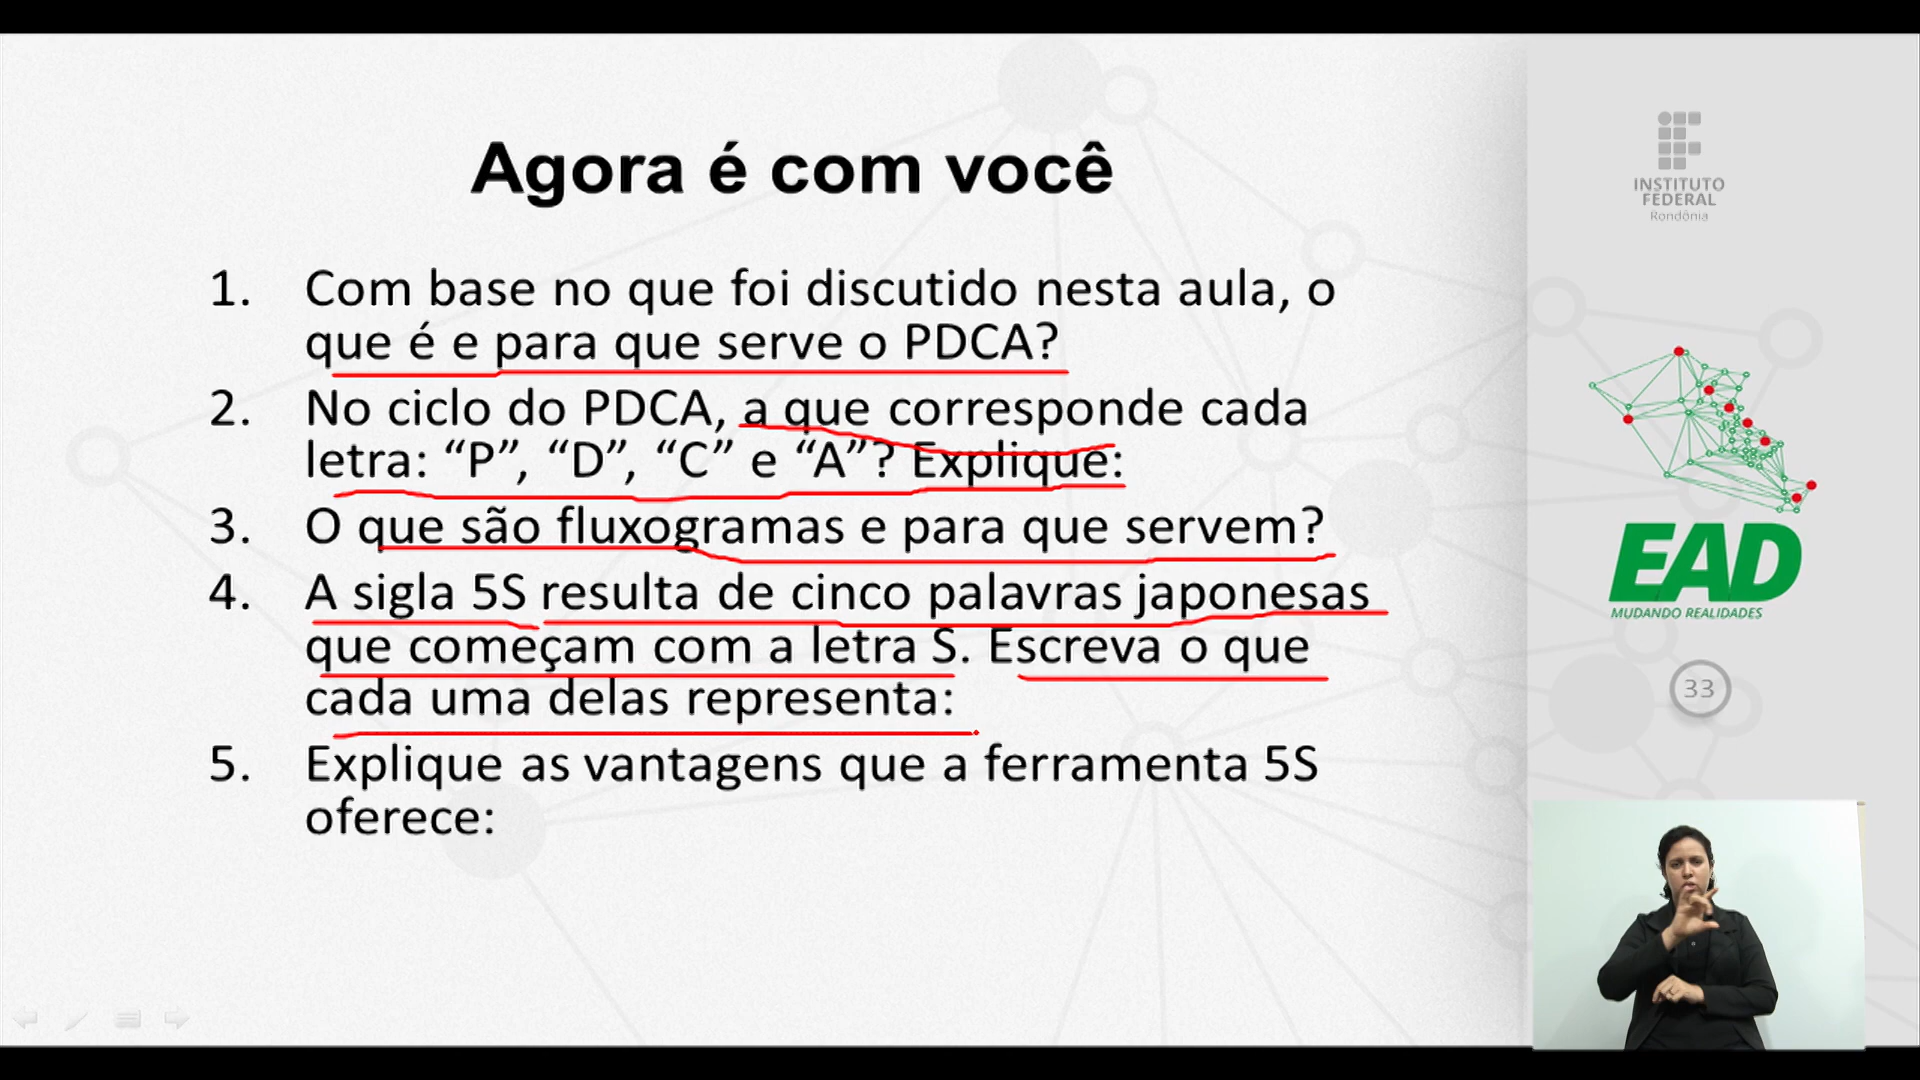 Agora é com você
1. Com base no que foi discutido nesta aula, o
que é e para que serve o PDCA?
2. No ciclo do PDCA, a que corresponde cada
letra: “P”, “D”, “C” e “A”? Explique:
3. O que são fluxogramas e para que servem?
4. A sigla 5S resulta de cinco palavras japonesas
que começam com a letra S. Escreva o que
cada uma delas representa:
5. Explique as vantagens que a ferramenta 5S
oferece:
INSTITUTO
FEDERAL
Rondônia
EAD
MUDANDO REALIDADES
33